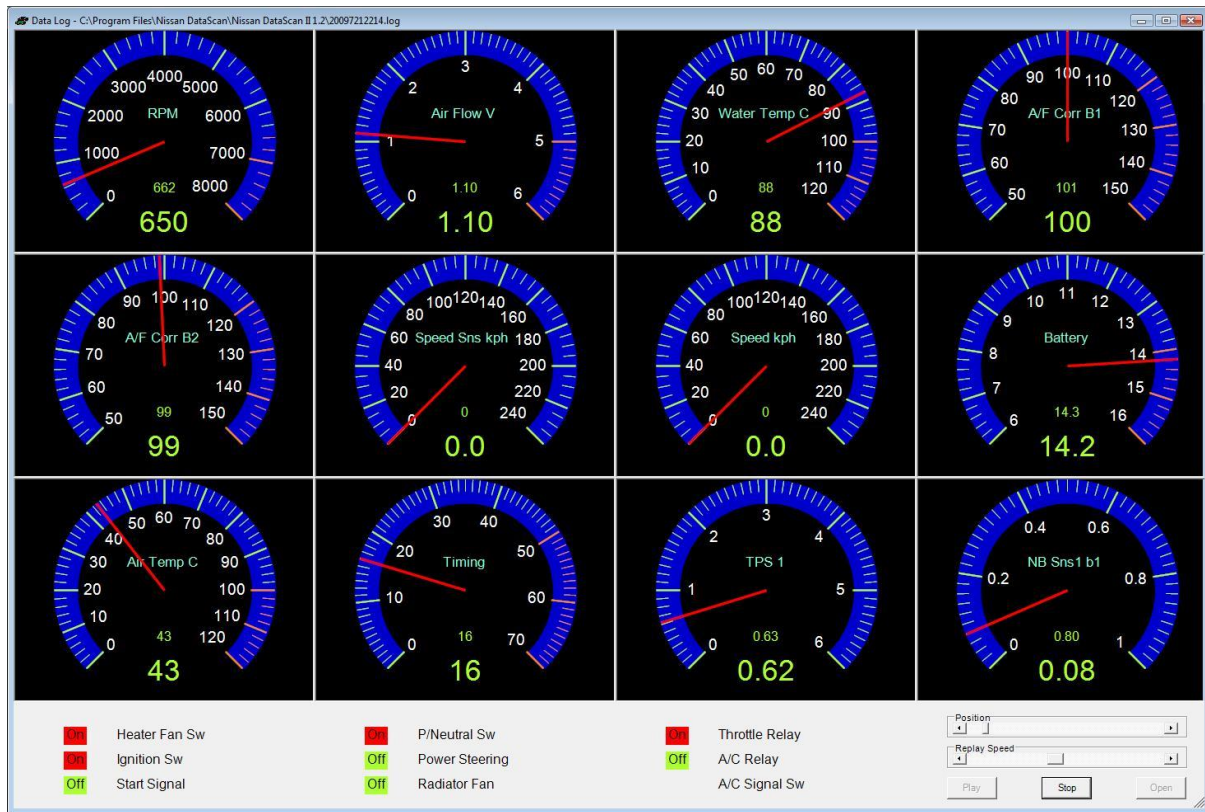 Data Log - C:\Program Files\Nissan DataScan\Nissan DataScan II 1.2\20097212214.log
0 1000 2000 3000 4000 5000 6000 7000 8000
RPM
662
650
0 1 2 3 4 5 6
Air Flow V
1.10
1.10
0 10 20 30 40 50 60 70 80 90 100 120
Water Temp C
88
88
50 60 70 80 90 100 110 120 130 140 150
A/F Corr B1
101
100
50 60 70 80 90 100 110 120 130 140 150
A/F Corr B2
99
99
0 20 40 60 80 100 120 140 160 180 200 220 240
Speed Sns kph
0
0.0
0 20 40 60 80 100 120 140 160 180 200 220 240
Speed kph
0
0.0
6 7 8 9 10 11 12 13 14 15 16
Battery
14.3
14.2
0 10 20 30 40 50 60 70 80 90 100 110 120
Air Temp C
43
43
0 10 20 30 40 50 60 70
Timing
16
16
0 1 2 3 4 5 6
TPS 1
0.63
0.62
0 0.2 0.4 0.6 0.8 1
NB Sns1 b1
0.80
0.08
On Heater Fan Sw
On P/Neutral Sw
On Throttle Relay
On Ignition Sw
Off Power Steering
Off A/C Relay
Off Start Signal
Off Radiator Fan
A/C Signal Sw
Position
Replay Speed
Play
Stop
Open